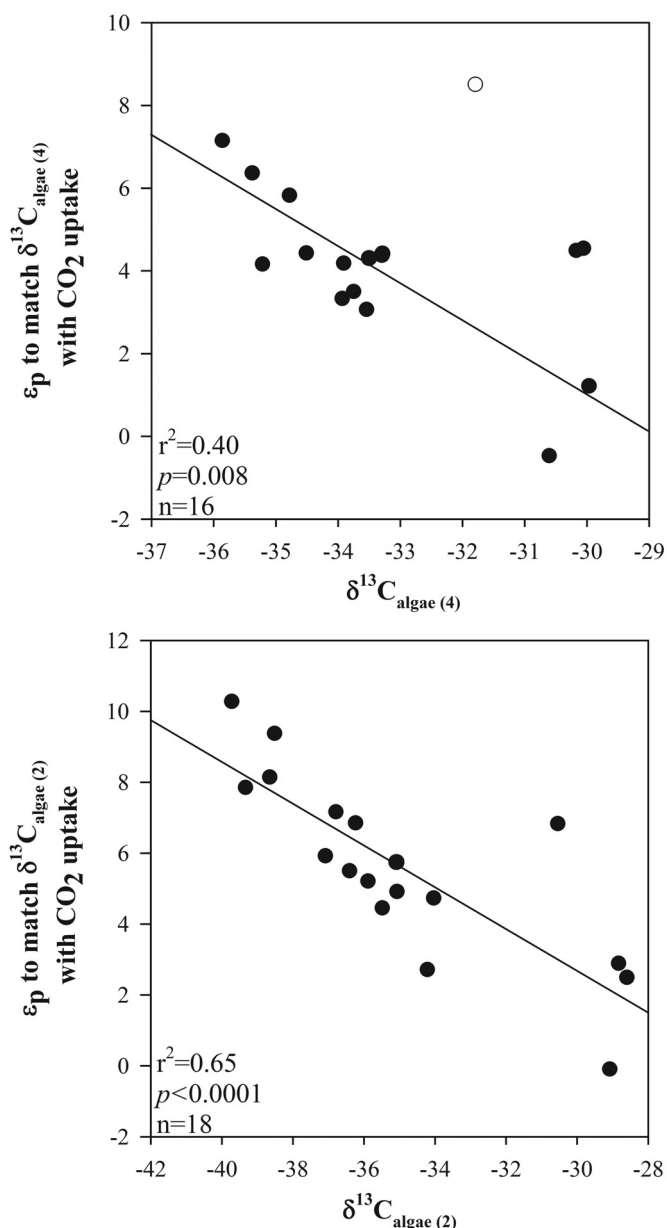 10
8
6
4
2
0
-2
εp to match δ¹³Calgae (4)
with CO₂ uptake
r²=0.40
p=0.008
n=16
-37 -36 -35 -34 -33 -32 -31 -30 -29
δ¹³Calgae (4)
12
10
8
6
4
2
0
-2
εp to match δ¹³Calgae (2)
with CO₂ uptake
r²=0.65
p<0.0001
n=18
-42 -40 -38 -36 -34 -32 -30 -28
δ¹³Calgae (2)